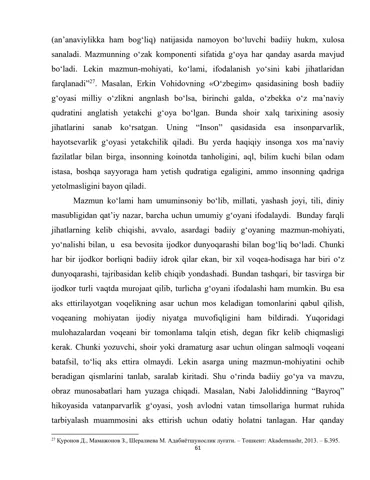 (an’anaviylikka ham bog‘liq) natijasida namoyon bo‘luvchi badiiy hukm, xulosa
sanaladi. Mazmunning o‘zak komponenti sifatida g‘oya har qanday asarda mavjud
bo‘ladi. Lekin mazmun-mohiyati, ko‘lami, ifodalanish yo‘sini kabi jihatlaridan
farqlanadi”27. Masalan, Erkin Vohidovning «O‘zbegim» qasidasining bosh badiiy
g‘oyasi milliy o‘zlikni angnlash bo‘lsa, birinchi galda, o‘zbekka o‘z ma’naviy
qudratini anglatish yetakchi g‘oya bo‘lgan. Bunda shoir xalq tarixining asosiy
jihatlarini sanab ko‘rsatgan. Uning “Inson” qasidasida esa insonparvarlik,
hayotsevarlik g‘oyasi yetakchilik qiladi. Bu yerda haqiqiy insonga xos ma’naviy
fazilatlar bilan birga, insonning koinotda tanholigini, aql, bilim kuchi bilan odam
istasa, boshqa sayyoraga ham yetish qudratiga egaligini, ammo insonning qadriga
yetolmasligini bayon qiladi.
Mazmun ko‘lami ham umuminsoniy bo‘lib, millati, yashash joyi, tili, diniy
masubligidan qat’iy nazar, barcha uchun umumiy g‘oyani ifodalaydi. Bunday farqli
jihatlarning kelib chiqishi, avvalo, asardagi badiiy g‘oyaning mazmun-mohiyati,
yo‘nalishi bilan, u esa bevosita ijodkor dunyoqarashi bilan bog‘liq bo‘ladi. Chunki
har bir ijodkor borliqni badiiy idrok qilar ekan, bir xil voqea-hodisaga har biri o‘z
dunyoqarashi, tajribasidan kelib chiqib yondashadi. Bundan tashqari, bir tasvirga bir
ijodkor turli vaqtda murojaat qilib, turlicha g‘oyani ifodalashi ham mumkin. Bu esa
aks ettirilayotgan voqelikning asar uchun mos keladigan tomonlarini qabul qilish,
voqeaning mohiyatan ijodiy niyatga muvofiqligini ham bildiradi. Yuqoridagi
mulohazalardan voqeani bir tomonlama talqin etish, degan fikr kelib chiqmasligi
kerak. Chunki yozuvchi, shoir yoki dramaturg asar uchun olingan salmoqli voqeani
batafsil, to‘liq aks ettira olmaydi. Lekin asarga uning mazmun-mohiyatini ochib
beradigan qismlarini tanlab, saralab kiritadi. Shu o‘rinda badiiy go‘ya va mavzu,
obraz munosabatlari ham yuzaga chiqadi. Masalan, Nabi Jaloliddinning “Bayroq”
hikoyasida vatanparvarlik g‘oyasi, yosh avlodni vatan timsollariga hurmat ruhida
tarbiyalash muammosini aks ettirish uchun odatiy holatni tanlagan. Har qanday
27 Қуронов Д., Мамажонов З., Шералиева М. Адабиётшунослик луғати. – Тошкент: Akademnashr, 2013. – Б.395.
61